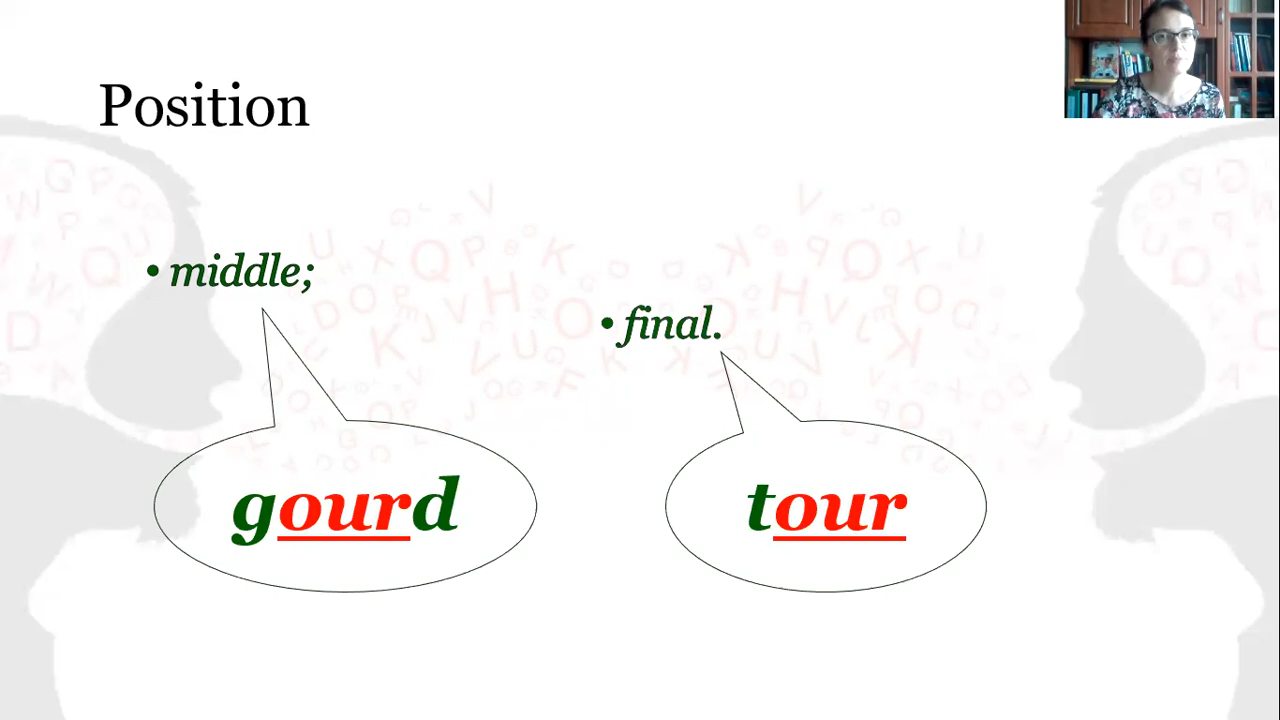 Position
• middle;
• final.
gourd
tour